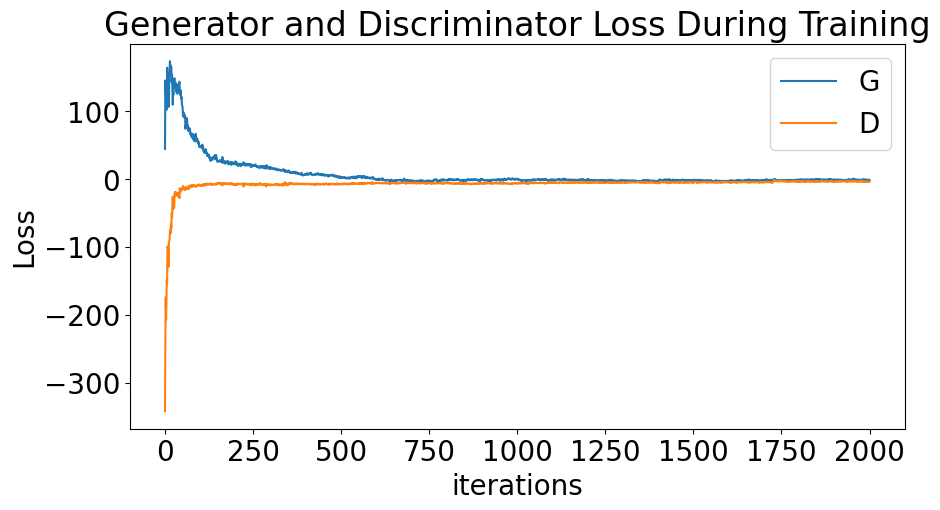 Generator and Discriminator Loss During Training
G
D
Loss
100
0
−100
−200
−300
0 250 500 750 1000 1250 1500 1750 2000
iterations